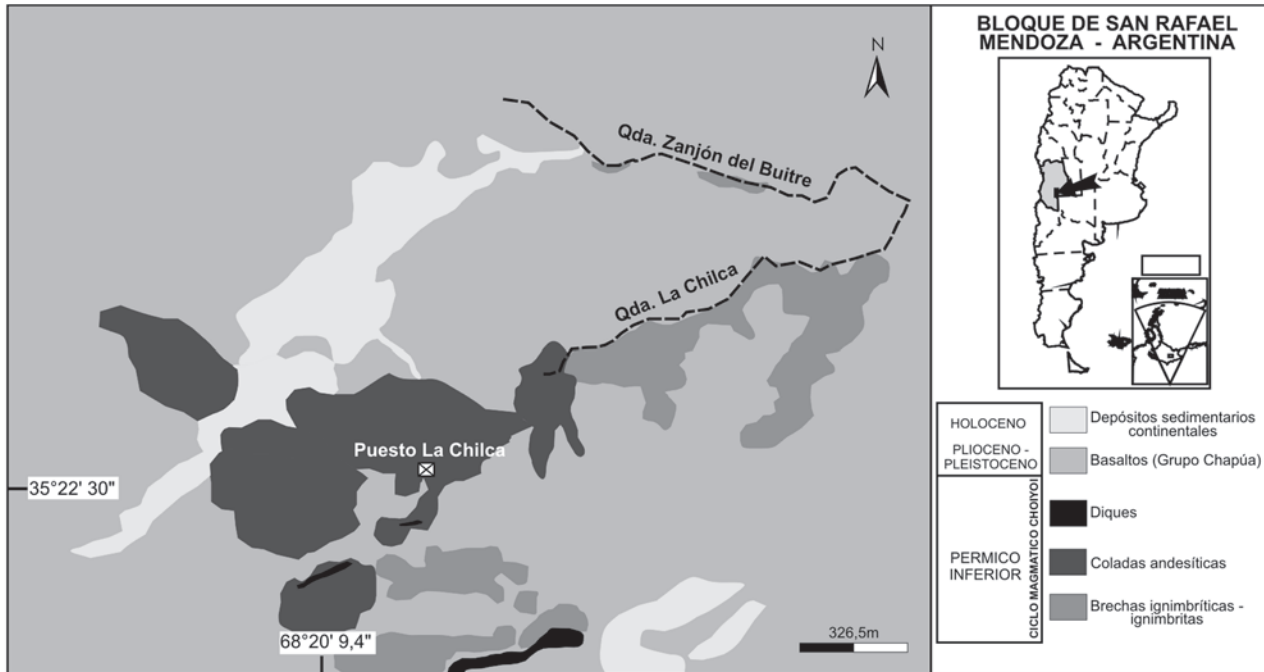 N
Qda. Zanjón del Buitre
Qda. La Chilca
Puesto La Chilca
35°22' 30"
68°20' 9,4"
326,5m
BLOQUE DE SAN RAFAEL
MENDOZA - ARGENTINA
HOLOCENO
PLIOCENO -
PLEISTOCENO
PERMICO
INFERIOR
CICLO MAGMATICO CHOIYOI
Depósitos sedimentarios
continentales
Basaltos (Grupo Chapúa)
Diques
Coladas andesíticas
Brechas ignimbríticas -
ignimbritas